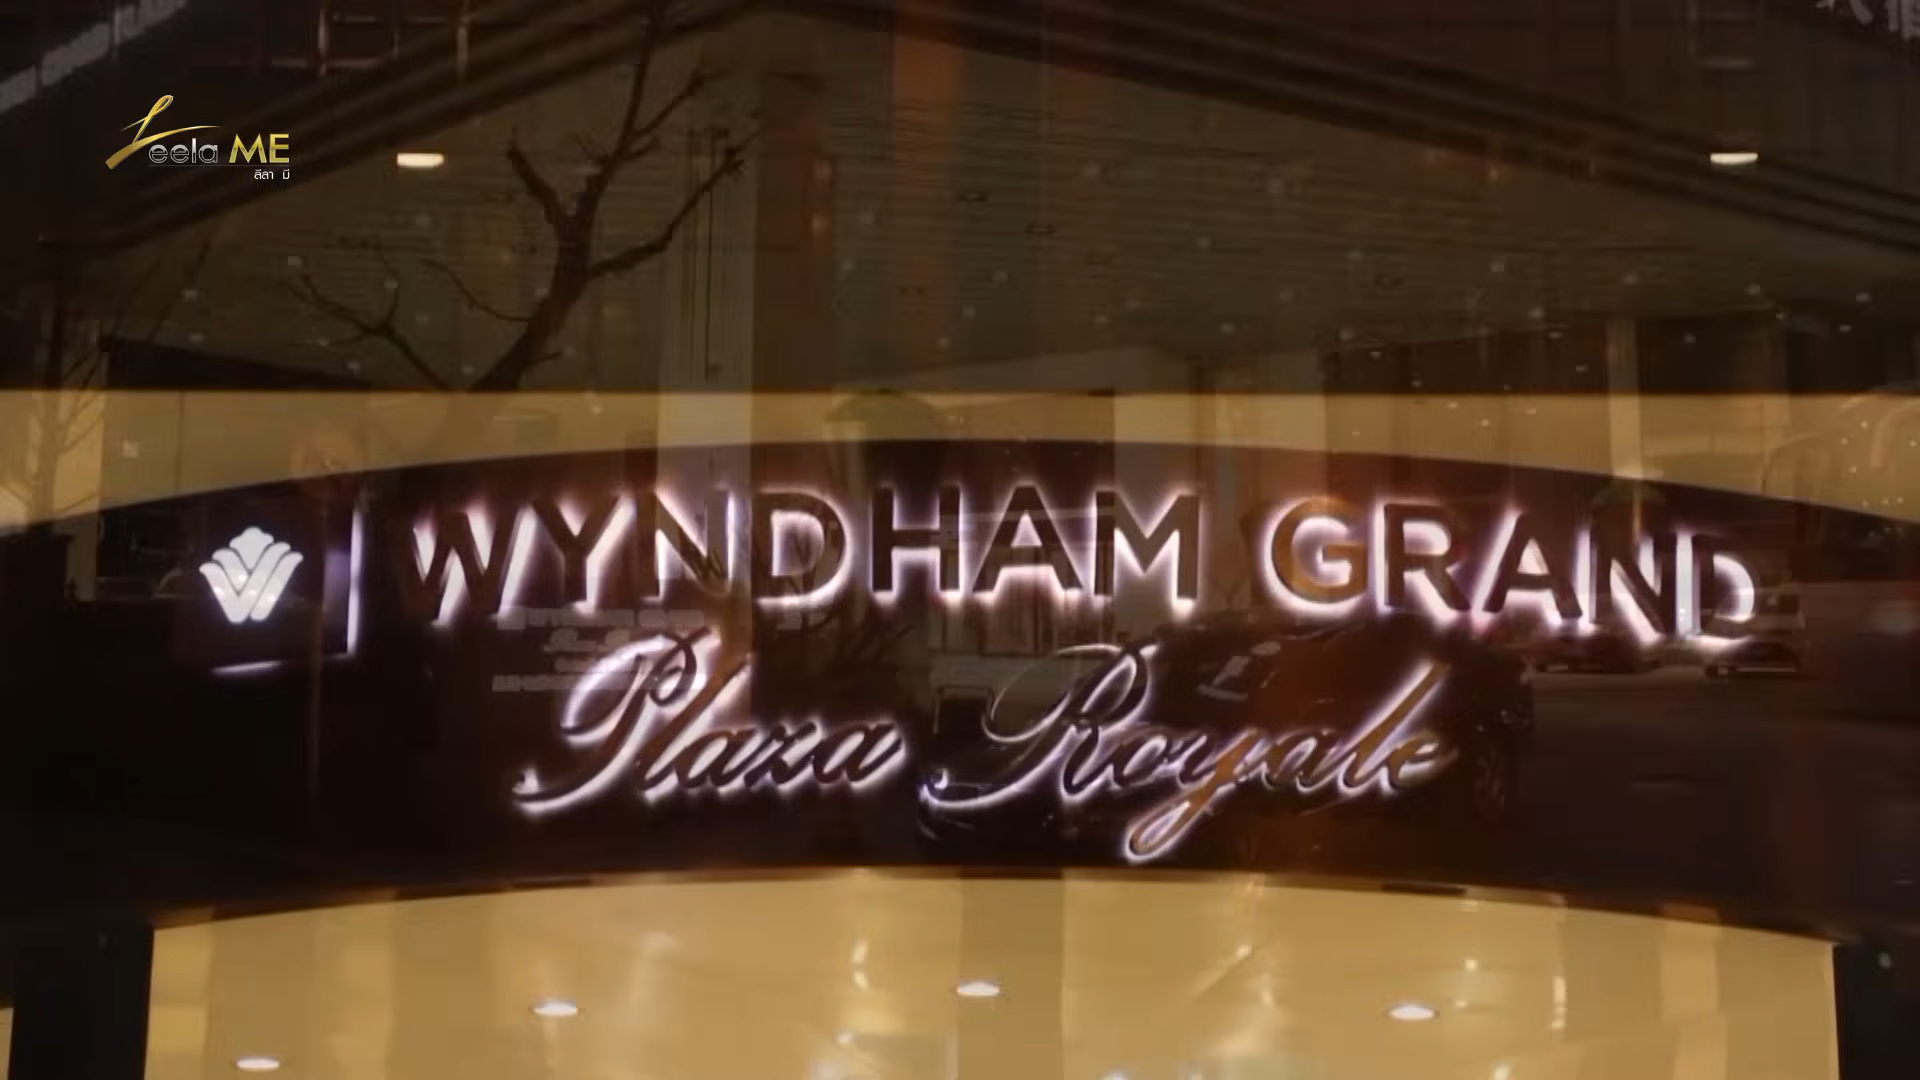 Leela ME
ลีลา มี
WYNDHAM GRAND
Plaza Royale